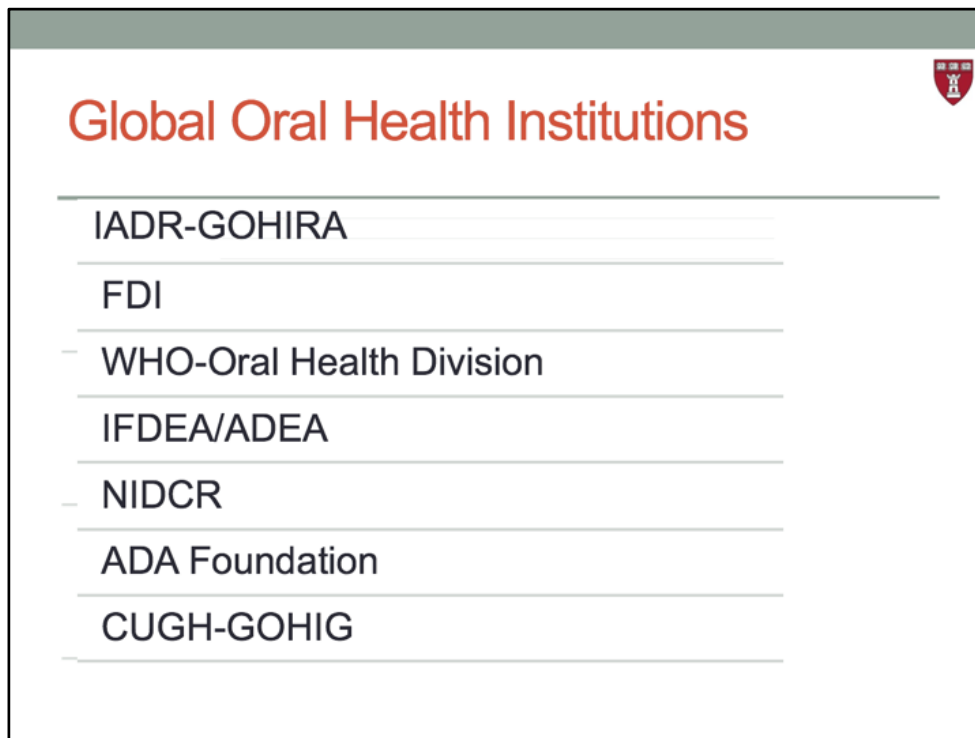 Global Oral Health Institutions
IADR-GOHIRA
FDI
WHO-Oral Health Division
IFDEA/ADEA
NIDCR
ADA Foundation
CUGH-GOHIG